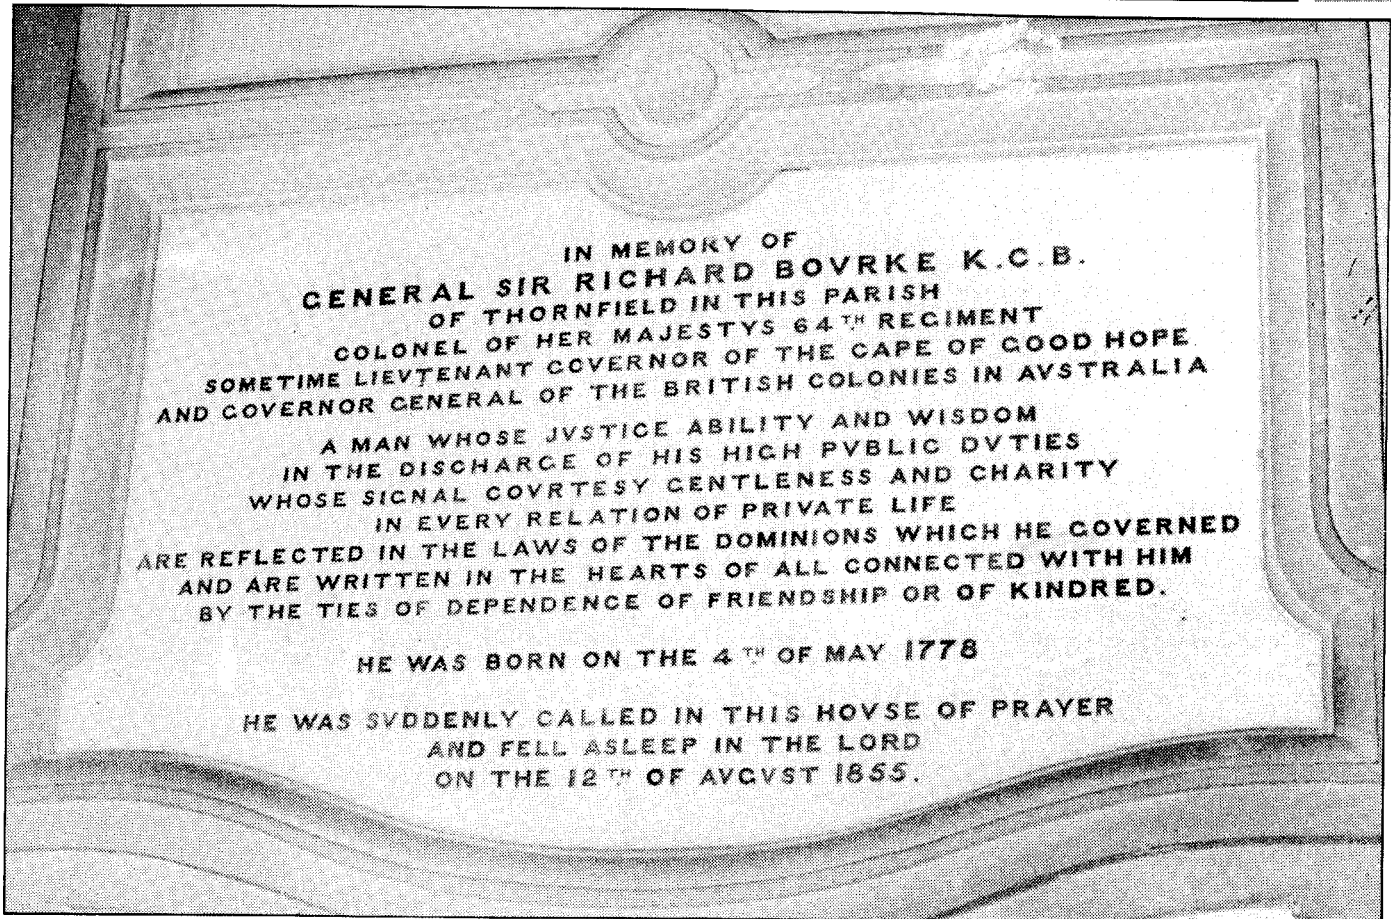 IN MEMORY OF
GENERAL SIR RICHARD BOVRKE K.C.B.
OF THORNFIELD IN THIS PARISH
COLONEL OF HER MAJESTYS 64TH REGIMENT
SOMETIME LIEVTENANT GOVERNOR OF THE CAPE OF GOOD HOPE
AND GOVERNOR GENERAL OF THE BRITISH COLONIES IN AVSTRALIA
A MAN WHOSE JVSTICE ABILITY AND WISDOM
IN THE DISCHARGE OF HIS HIGH PVBLIC DVTIES
WHOSE SIGNAL COVRTESY GENTLENESS AND CHARITY
IN EVERY RELATION OF PRIVATE LIFE
ARE REFLECTED IN THE LAWS OF THE DOMINIONS WHICH HE GOVERNED
AND ARE WRITTEN IN THE HEARTS OF ALL CONNECTED WITH HIM
BY THE TIES OF DEPENDENCE OF FRIENDSHIP OR OF KINDRED.
HE WAS BORN ON THE 4TH OF MAY 1778
HE WAS SVDDENLY CALLED IN THIS HOVSE OF PRAYER
AND FELL ASLEEP IN THE LORD
ON THE 12TH OF AVGVST 1855.